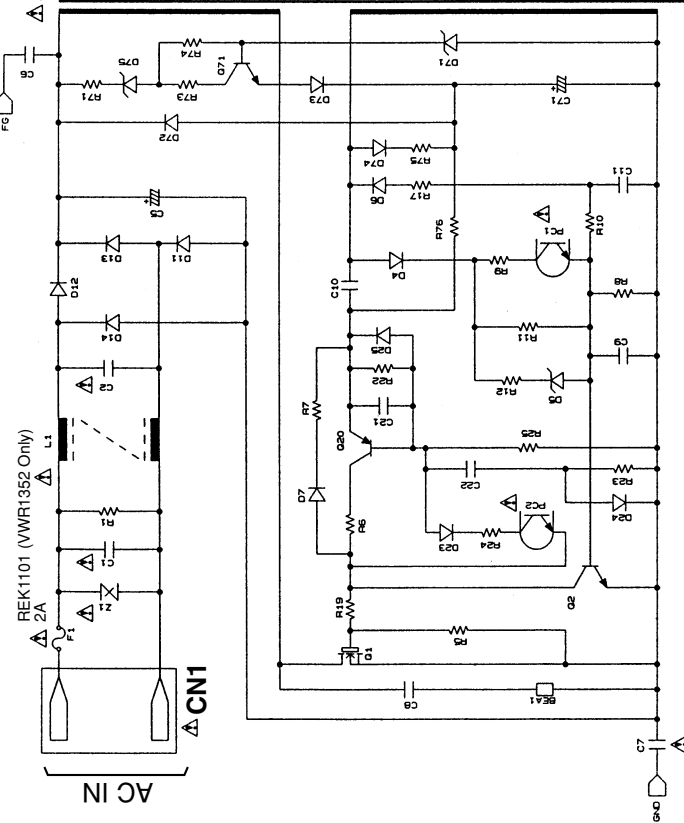 FG
C6
R71
D75
R74
R73
Q71
D73
D71
C71
D72
D74
R75
D6
R17
C11
R76
D13
D11
D12
D14
C10
D4
R9
PC1
R10
R8
C2
D25
R22
C21
R7
R11
R12
D5
C9
L1
Q20
R25
D7
R6
C22
R23
D24
PC2
D23
R24
REK1101 (VWR1352 Only)
2A
R1
C1
Z1
F1
R19
Q2
Q1
R5
CN1
AC IN
C8
BEA1
C7
GND